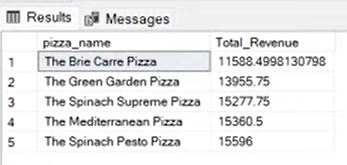 Results Messages
pizza_name Total_Revenue
1 The Brie Carre Pizza 11588.4998130798
2 The Green Garden Pizza 13955.75
3 The Spinach Supreme Pizza 15277.75
4 The Mediterranean Pizza 15360.5
5 The Spinach Pesto Pizza 15596